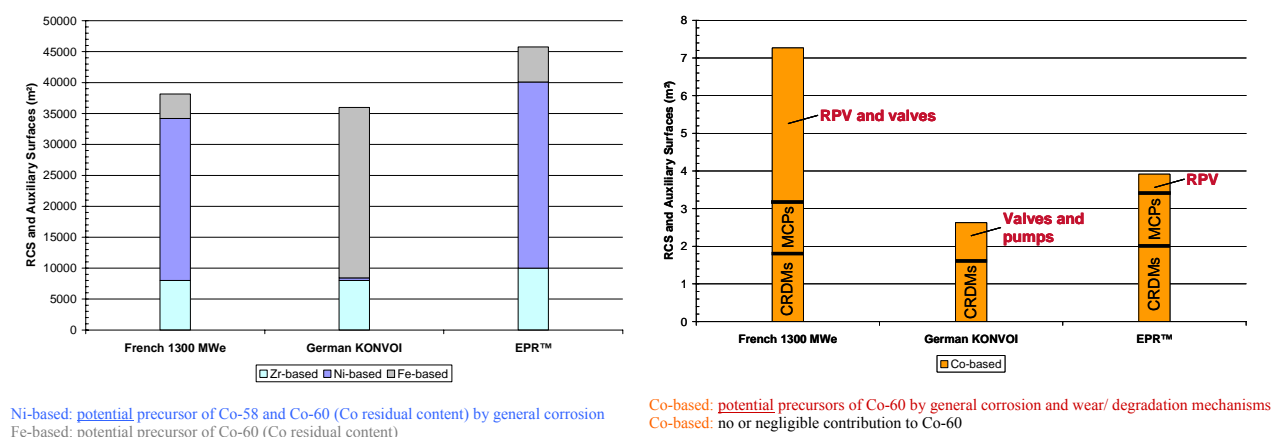 RCS and Auxiliary Surfaces (m²)
50000
45000
40000
35000
30000
25000
20000
15000
10000
5000
0
French 1300 MWe
German KONVOI
EPR™
Zr-based Ni-based Fe-based
Ni-based: potential precursor of Co-58 and Co-60 (Co residual content) by general corrosion
Fe-based: potential precursor of Co-60 (Co residual content)
RCS and Auxiliary Surfaces (m²)
8
7
6
5
4
3
2
1
0
RPV and valves
MCPs
CRDMs
Valves and
pumps
CRDMs
RPV
MCPs
CRDMs
French 1300 MWe
German KONVOI
EPR™
Co-based
Co-based: potential precursors of Co-60 by general corrosion and wear/ degradation mechanisms
Co-based: no or negligible contribution to Co-60